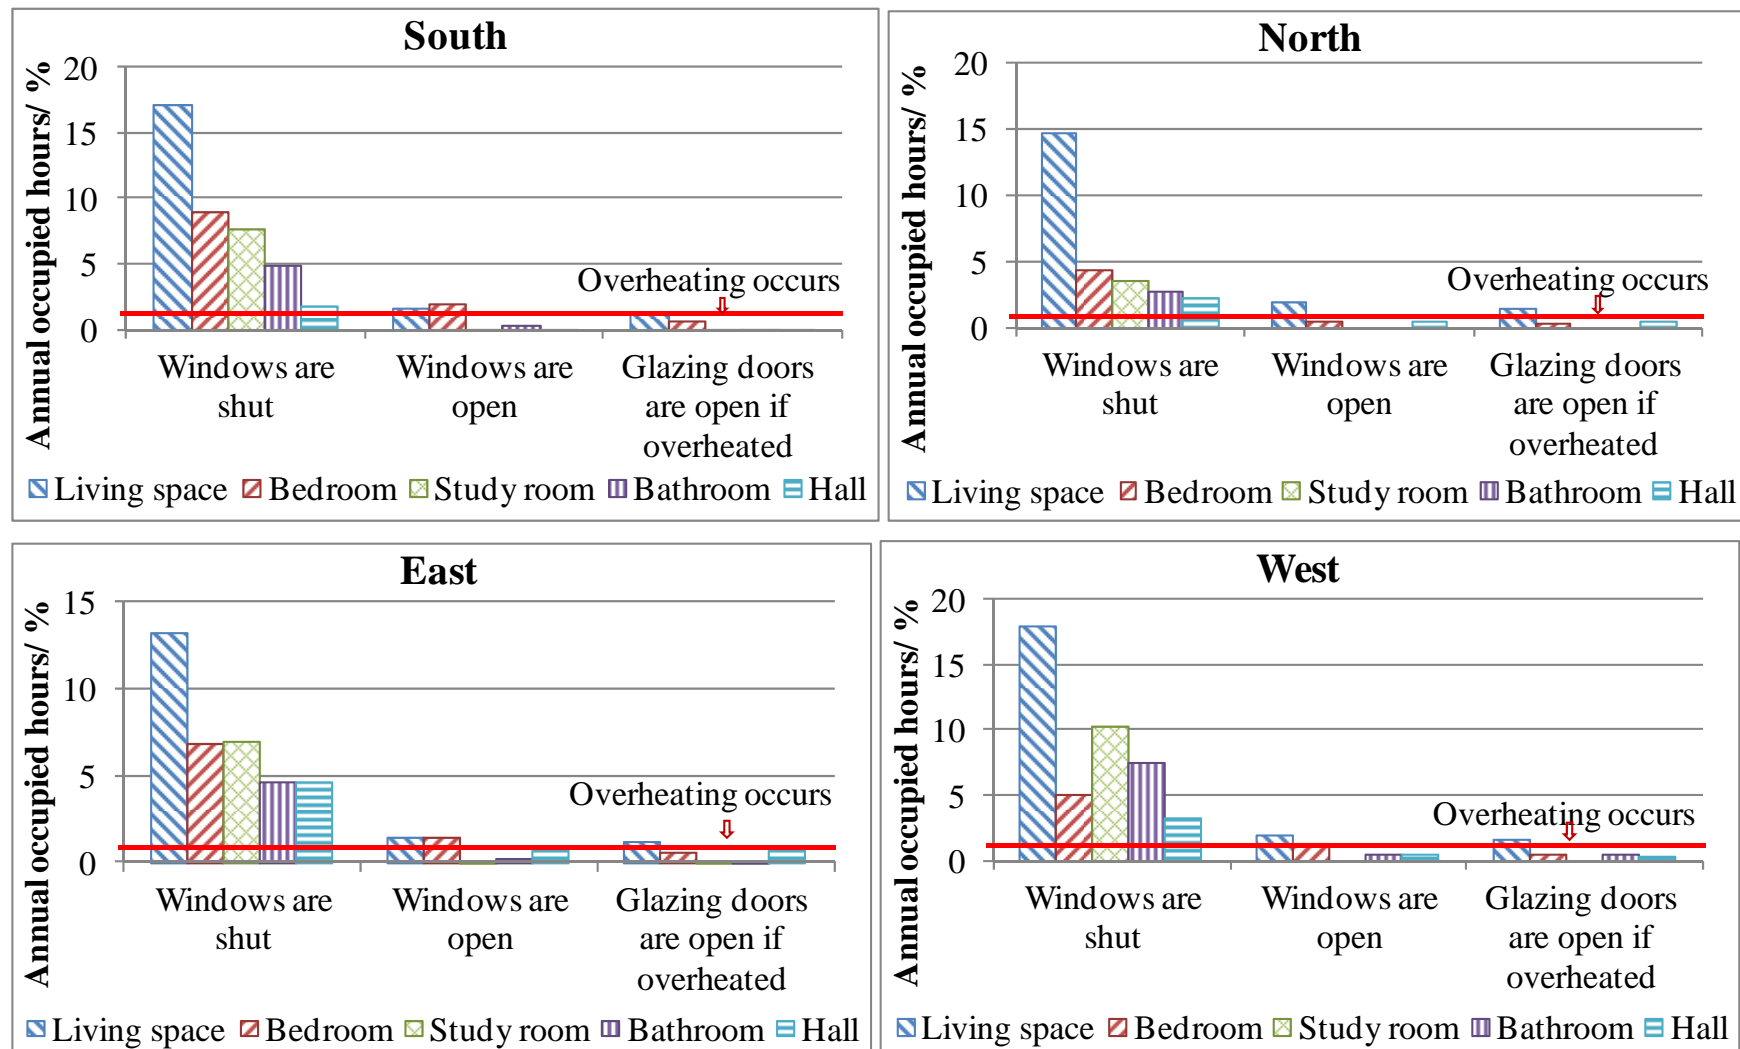 South
Annual occupied hours/ %
20
15
10
5
0
Overheating occurs
Windows are
shut
Windows are
open
Glazing doors
are open if
overheated
Living space Bedroom Study room Bathroom Hall
North
Annual occupied hours/ %
20
15
10
5
0
Overheating occurs
Windows are
shut
Windows are
open
Glazing doors
are open if
overheated
Living space Bedroom Study room Bathroom Hall
East
Annual occupied hours/ %
15
10
5
0
Overheating occurs
Windows are
shut
Windows are
open
Glazing doors
are open if
overheated
Living space Bedroom Study room Bathroom Hall
West
Annual occupied hours/ %
20
15
10
5
0
Overheating occurs
Windows are
shut
Windows are
open
Glazing doors
are open if
overheated
Living space Bedroom Study room Bathroom Hall